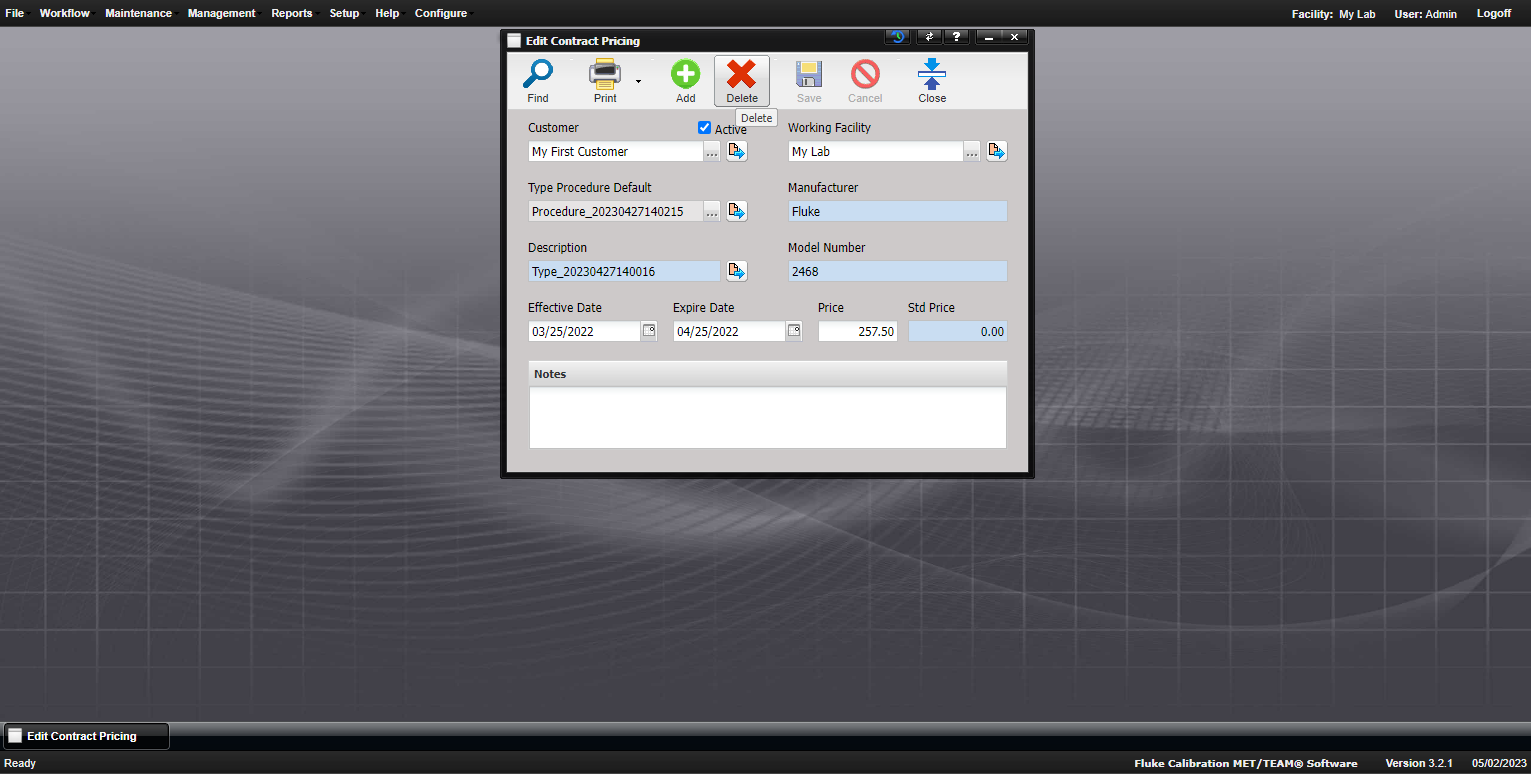 File Workflow Maintenance Management Reports Setup Help Configure Facility: My Lab User: Admin Logoff
Edit Contract Pricing ?
Find Print Add Delete Save Cancel Close
Delete
Customer Active Working Facility
My First Customer ... My Lab ...
Type Procedure Default Manufacturer
Procedure_20230427140215 ... Fluke
Description Model Number
Type_20230427140016 2468
Effective Date Expire Date Price Std Price
03/25/2022 04/25/2022 257.50 0.00
Notes
Edit Contract Pricing
Ready Fluke Calibration MET/TEAM® Software Version 3.2.1 05/02/2023